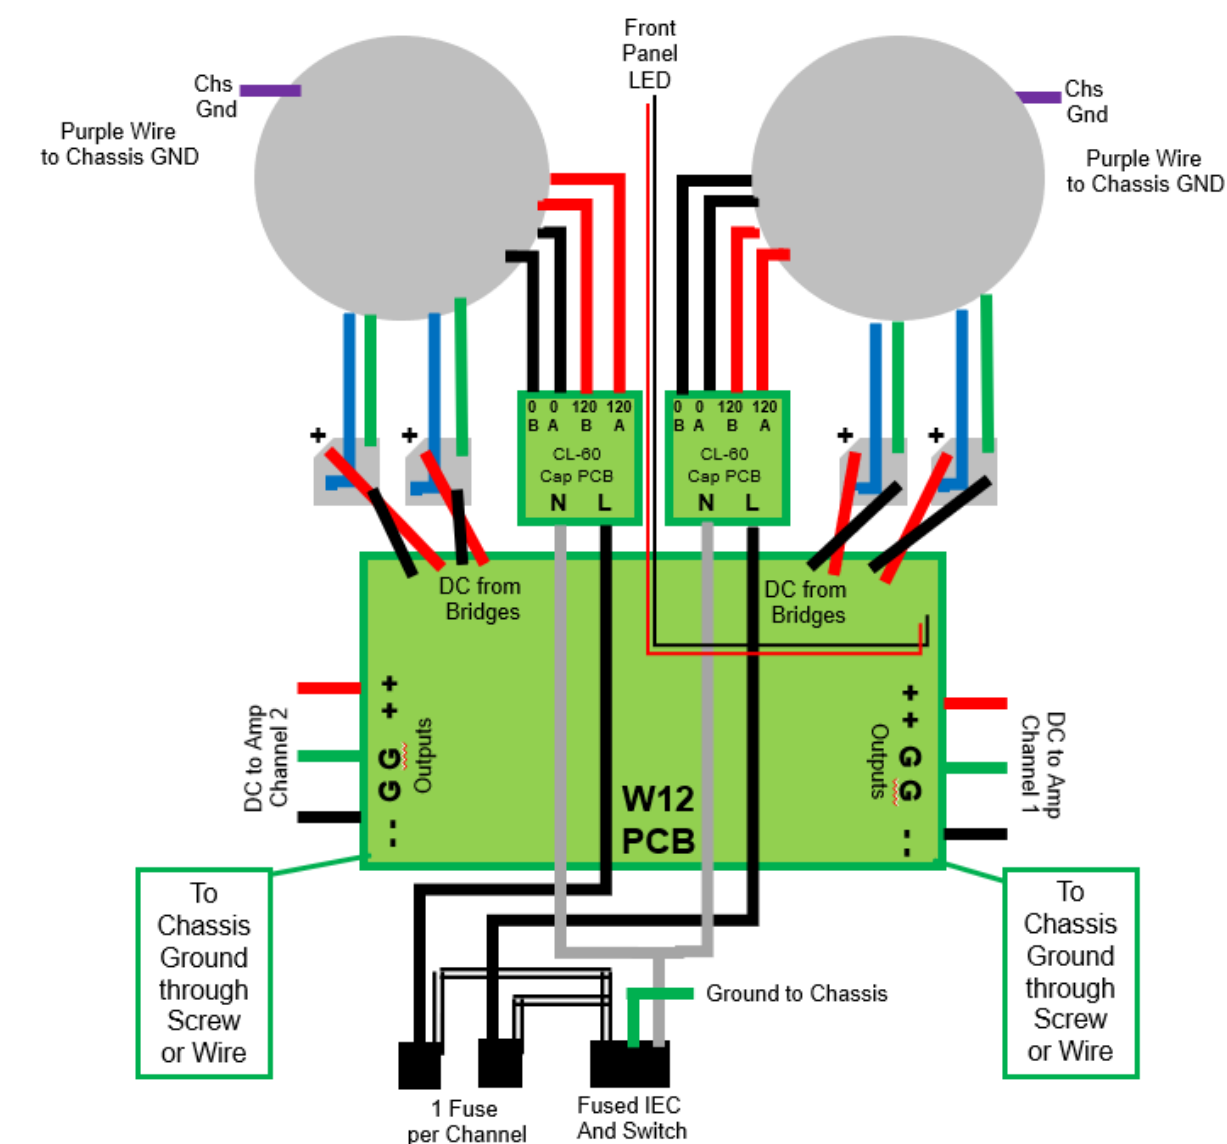 Front
Panel
LED
Chs
Gnd
Purple Wire
to Chassis GND
Chs
Gnd
Purple Wire
to Chassis GND
+
+
+
+
0 0 120 120
B A B A
CL-60
Cap PCB
N L
0 0 120 120
B A B A
CL-60
Cap PCB
N L
DC from
Bridges
DC from
Bridges
DC to Amp
Channel 2
+ + G G - -
Outputs
+ + G G - -
Outputs
DC to Amp
Channel 1
W12
PCB
To
Chassis
Ground
through
Screw
or Wire
To
Chassis
Ground
through
Screw
or Wire
Ground to Chassis
1 Fuse
per Channel
Fused IEC
And Switch